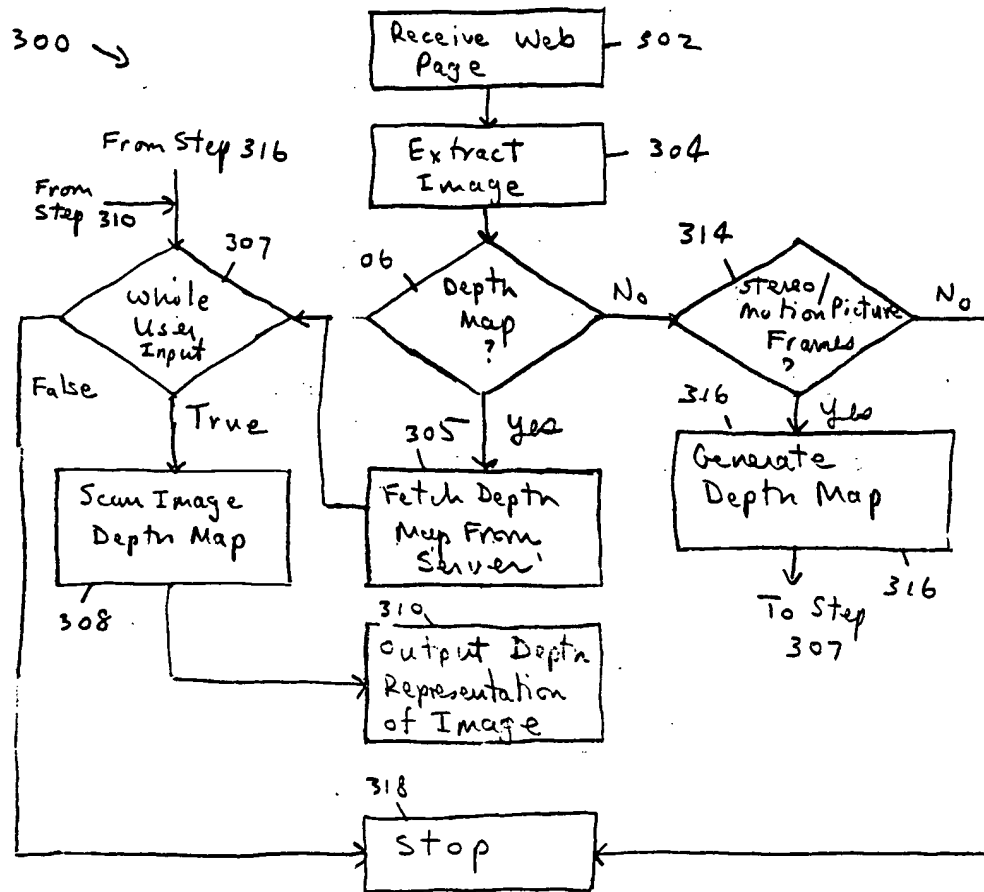 300
Receive Web
Page
302
From Step 316
Extract
Image
304
From
Step 310
307
Whole
User
Input
06
Depth
Map
?
No
314
Stereo/
Motion Picture
Frames
?
No
False
True
305
Yes
316
Yes
Scan Image
Depth Map
308
Fetch Depth
Map From
Server
Generate
Depth Map
316
To Step
307
310
Output Depth
Representation
of Image
318
Stop